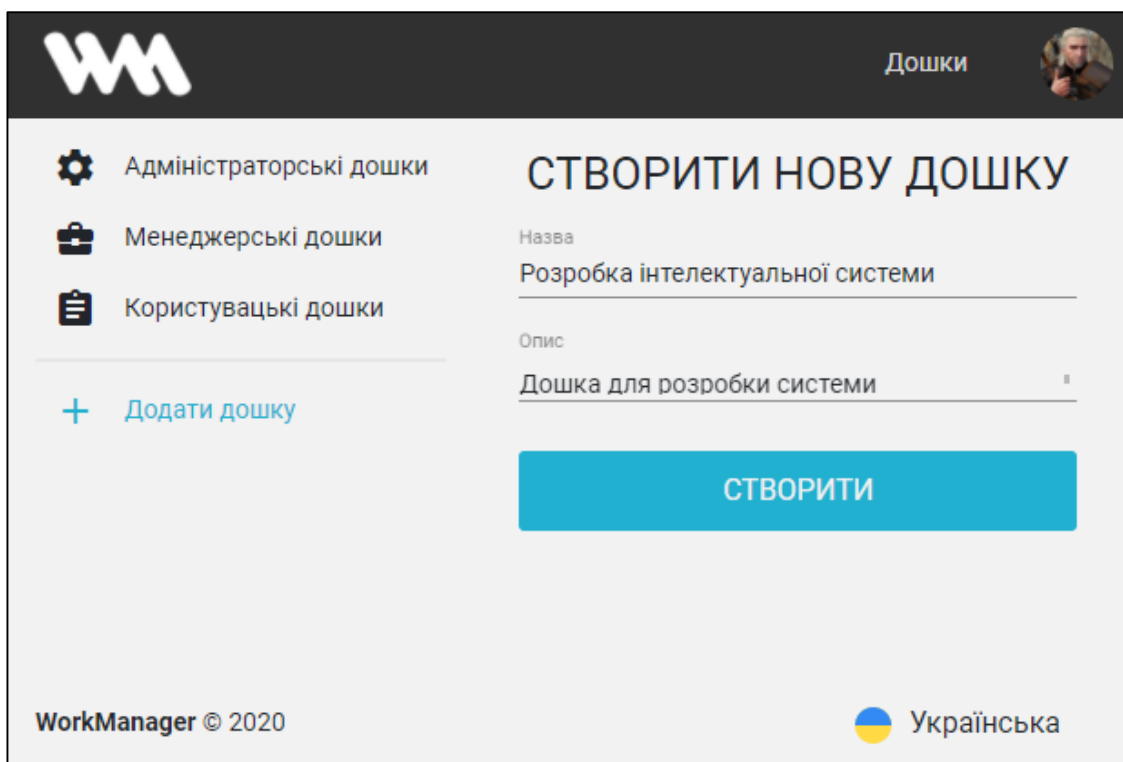 WM
Дошки
Адміністраторські дошки
Менеджерські дошки
Користувацькі дошки
Додати дошку
СТВОРИТИ НОВУ ДОШКУ
Назва
Розробка інтелектуальної системи
Опис
Дошка для розробки системи
СТВОРИТИ
WorkManager © 2020
Українська